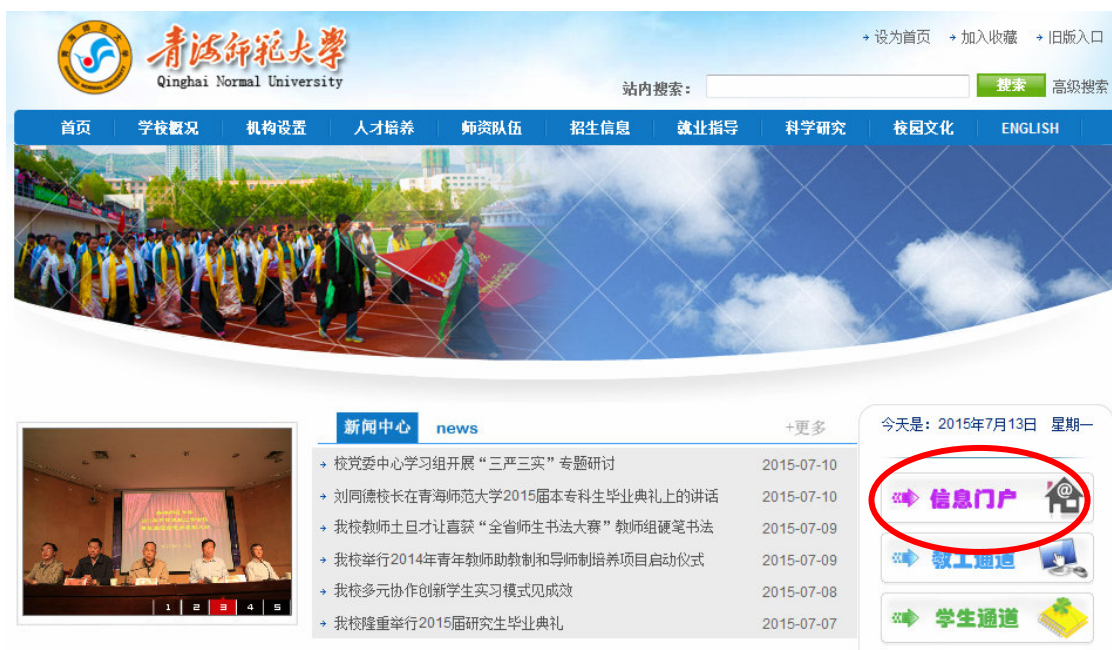 青海师范大学
Qinghai Normal University
设为首页 加入收藏 旧版入口
站内搜索： 搜索 高级搜索
首页 学校概况 机构设置 人才培养 师资队伍 招生信息 就业指导 科学研究 校园文化 ENGLISH
新闻中心 news +更多
校党委中心学习组开展“三严三实”专题研讨 2015-07-10
刘同德校长在青海师范大学2015届本专科生毕业典礼上的讲话 2015-07-10
我校教师土旦才让喜获“全省师生书法大赛”教师组硬笔书法 2015-07-09
我校举行2014年青年教师助教制和导师制培养项目启动仪式 2015-07-09
我校多元协作创新学生实习模式见成效 2015-07-08
我校隆重举行2015届研究生毕业典礼 2015-07-07
1 2 3 4 5
今天是：2015年7月13日 星期一
信息门户
教工通道
学生通道